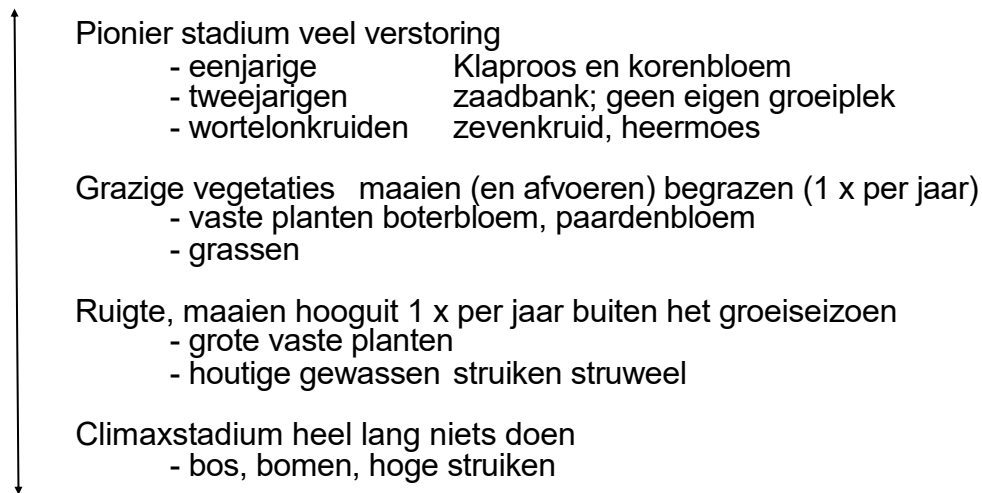 Pionier stadium veel verstoring
- eenjarige Klaproos en korenbloem
- tweejarigen zaadbank; geen eigen groeiplek
- wortelonkruiden zevenkruid, heermoes
Grazige vegetaties maaien (en afvoeren) begrazen (1 x per jaar)
- vaste planten boterbloem, paardenbloem
- grassen
Ruigte, maaien hooguit 1 x per jaar buiten het groeiseizoen
- grote vaste planten
- houtige gewassen struiken struweel
Climaxstadium heel lang niets doen
- bos, bomen, hoge struiken